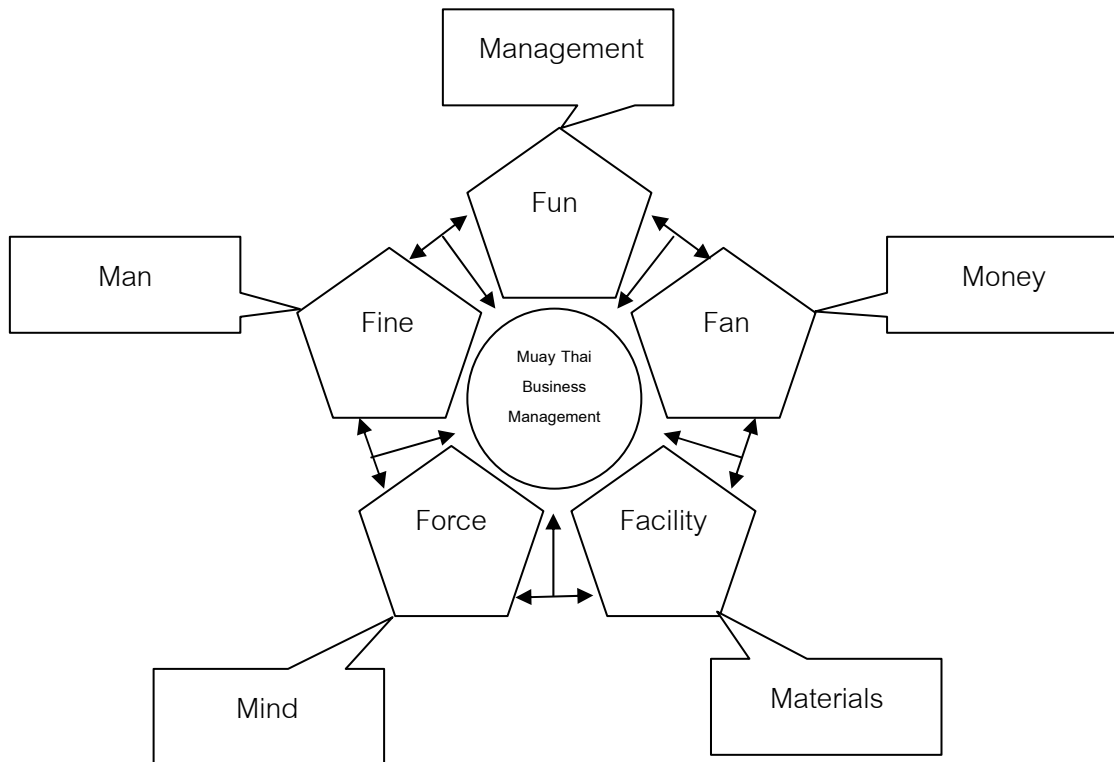 Management
Fun
Man
Money
Fine
Fan
Muay Thai
Business
Management
Force
Facility
Mind
Materials